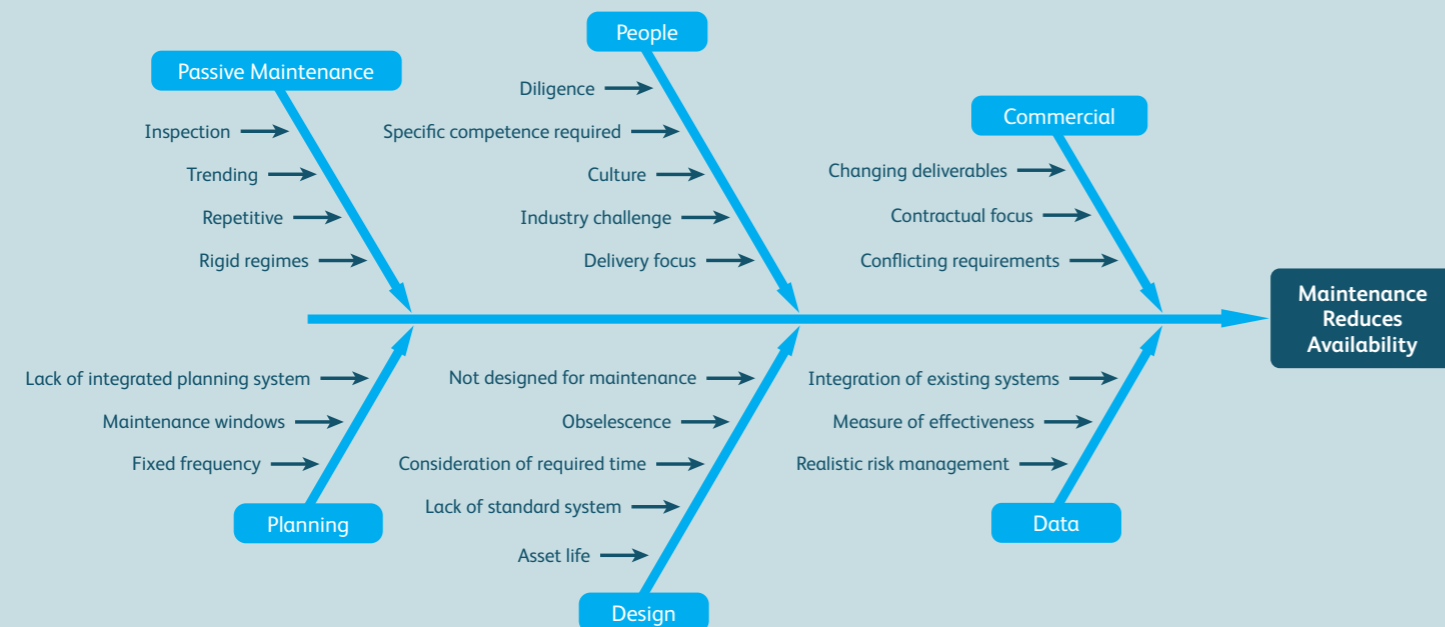 People
Passive Maintenance
Diligence
Commercial
Inspection
Specific competence required
Changing deliverables
Trending
Culture
Contractual focus
Repetitive
Industry challenge
Conflicting requirements
Rigid regimes
Delivery focus
Maintenance
Reduces
Availability
Lack of integrated planning system
Not designed for maintenance
Integration of existing systems
Maintenance windows
Obselescence
Measure of effectiveness
Fixed frequency
Consideration of required time
Realistic risk management
Lack of standard system
Planning
Data
Asset life
Design